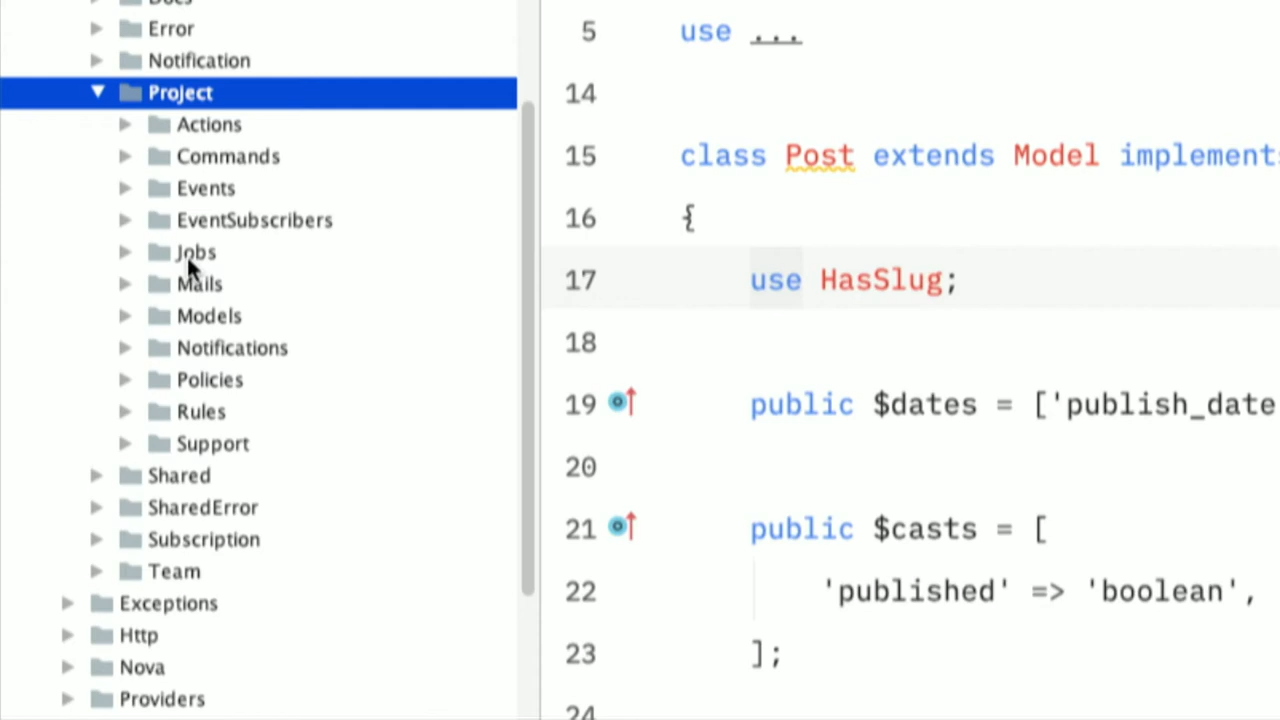 Docs
Error
Notification
Project
Actions
Commands
Events
EventSubscribers
Jobs
Mails
Models
Notifications
Policies
Rules
Support
Shared
SharedError
Subscription
Team
Exceptions
Http
Nova
Providers
5 use ...
14
15 class Post extends Model implements
16 {
17 use HasSlug;
18
19 public $dates = ['publish_date
20
21 public $casts = [
22 'published' => 'boolean',
23 ];
24